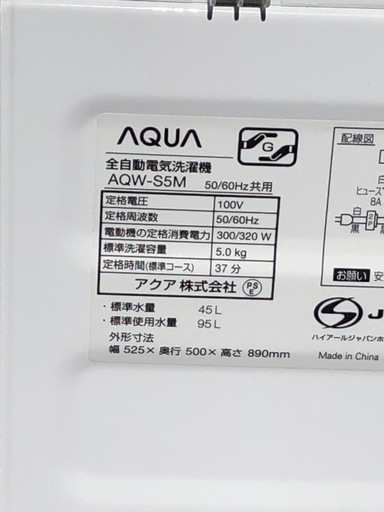 AQUA
G
全自動電気洗濯機
AQW-S5M 50/60Hz共用
定格電圧 100V
定格周波数 50/60Hz
電動機の定格消費電力 300/320 W
標準洗濯容量 5.0 kg
定格時間(標準コース) 37 分
アクア 株式会社 PSE
・標準水量 45 L
・標準使用水量 95 L
外形寸法
幅 525× 奥行 500× 高さ 890mm
配線図
白
ヒューズ
8A
白
黒
お願い
ハイアールジャパンホ
Made in China